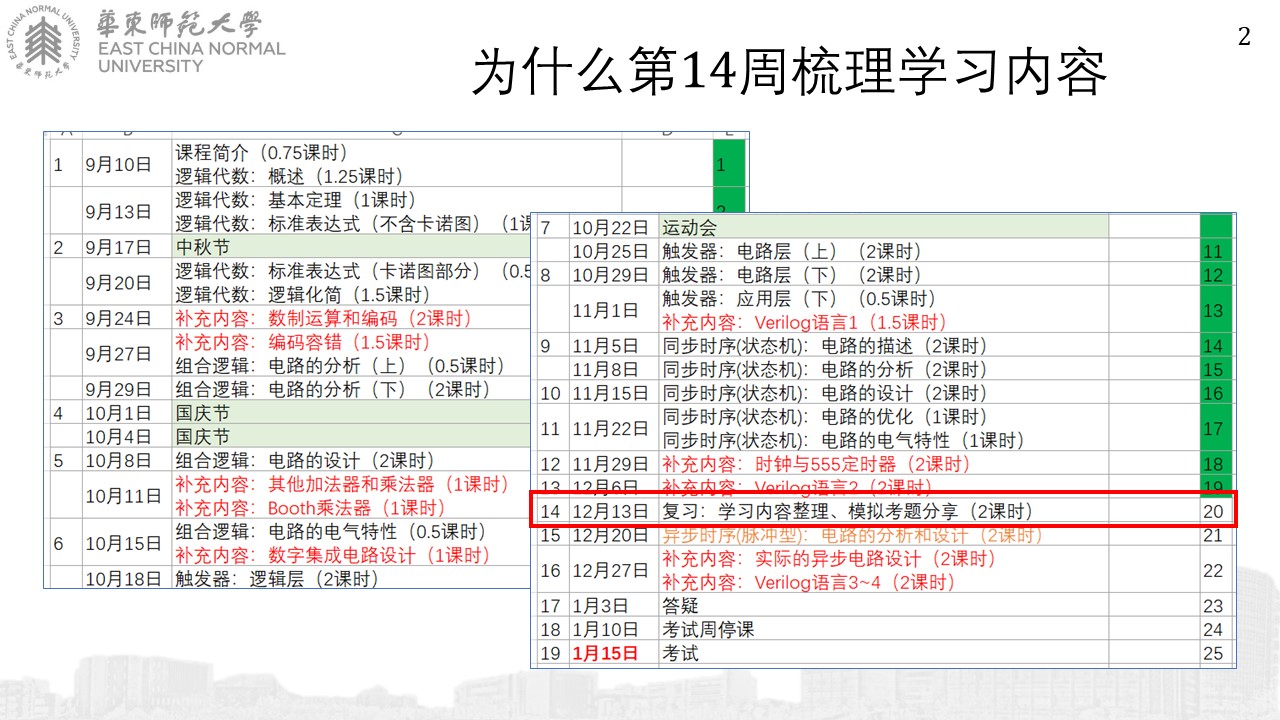 EAST CHINA NORMAL UNIVERSITY
華東師範大學
華東師範大學
EAST CHINA NORMAL
UNIVERSITY
2
为什么第14周梳理学习内容
1 9月10日 课程简介（0.75课时） 1
逻辑代数：概述（1.25课时）
9月13日 逻辑代数：基本定理（1课时） 2
逻辑代数：标准表达式（不含卡诺图）（1课
2 9月17日 中秋节
9月20日 逻辑代数：标准表达式（卡诺图部分）（0.5
逻辑代数：逻辑化简（1.5课时）
3 9月24日 补充内容：数制运算和编码（2课时）
9月27日 补充内容：编码容错（1.5课时）
组合逻辑：电路的分析（上）（0.5课时）
9月29日 组合逻辑：电路的分析（下）（2课时）
4 10月1日 国庆节
10月4日 国庆节
5 10月8日 组合逻辑：电路的设计（2课时）
10月11日 补充内容：其他加法器和乘法器（1课时）
补充内容：Booth乘法器（1课时）
6 10月15日 组合逻辑：电路的电气特性（0.5课时）
补充内容：数字集成电路设计（1课时）
10月18日 触发器：逻辑层（2课时）
7 10月22日 运动会
10月25日 触发器：电路层（上）（2课时） 11
8 10月29日 触发器：电路层（下）（2课时） 12
11月1日 触发器：应用层（下）（0.5课时） 13
补充内容：Verilog语言1（1.5课时）
9 11月5日 同步时序(状态机)：电路的描述（2课时） 14
11月8日 同步时序(状态机)：电路的分析（2课时） 15
10 11月15日 同步时序(状态机)：电路的设计（2课时） 16
11 11月22日 同步时序(状态机)：电路的优化（1课时） 17
同步时序(状态机)：电路的电气特性（1课时）
12 11月29日 补充内容：时钟与555定时器（2课时） 18
13 12月6日 补充内容：Verilog语言2（2课时） 19
14 12月13日 复习：学习内容整理、模拟考题分享（2课时） 20
15 12月20日 异步时序(脉冲型)：电路的分析和设计（2课时） 21
16 12月27日 补充内容：实际的异步电路设计（2课时） 22
补充内容：Verilog语言3~4（2课时）
17 1月3日 答疑 23
18 1月10日 考试周停课 24
19 1月15日 考试 25